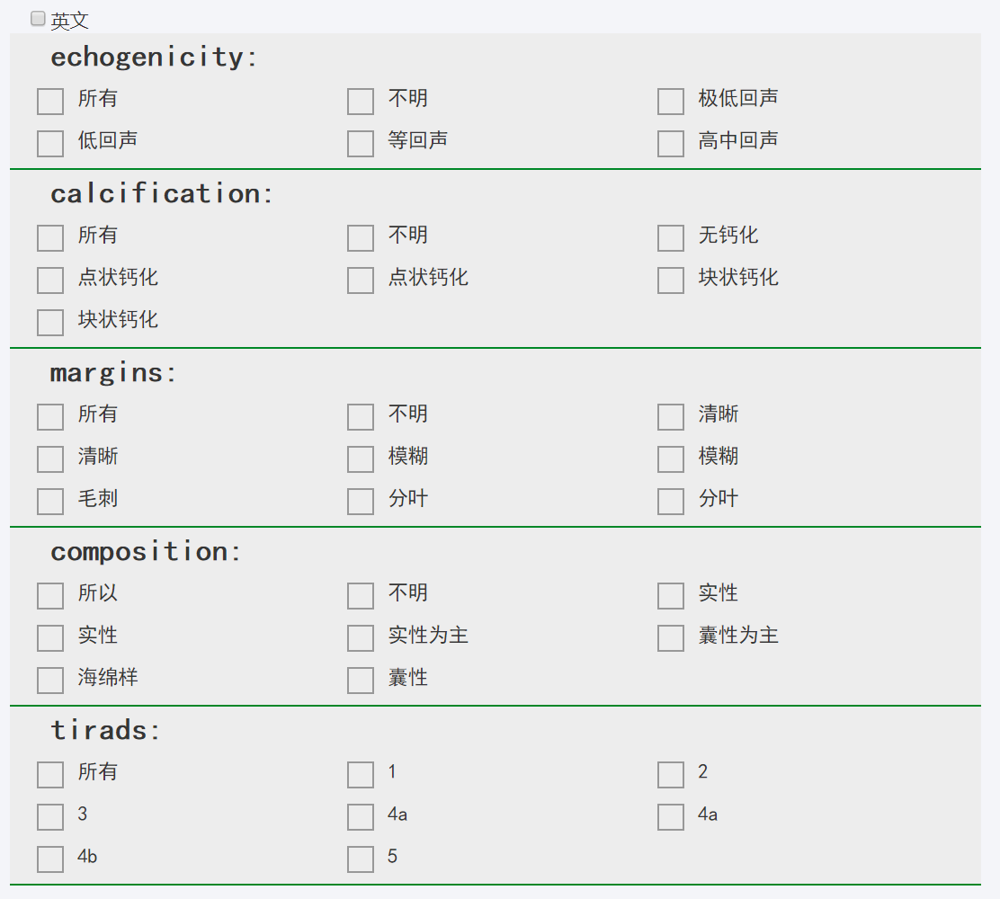 英文
echogenicity:
所有 不明 极低回声
低回声 等回声 高中回声
calcification:
所有 不明 无钙化
点状钙化 点状钙化 块状钙化
块状钙化
margins:
所有 不明 清晰
清晰 模糊 模糊
毛刺 分叶 分叶
composition:
所以 不明 实性
实性 实性为主 囊性为主
海绵样 囊性
tirads:
所有 1 2
3 4a 4a
4b 5